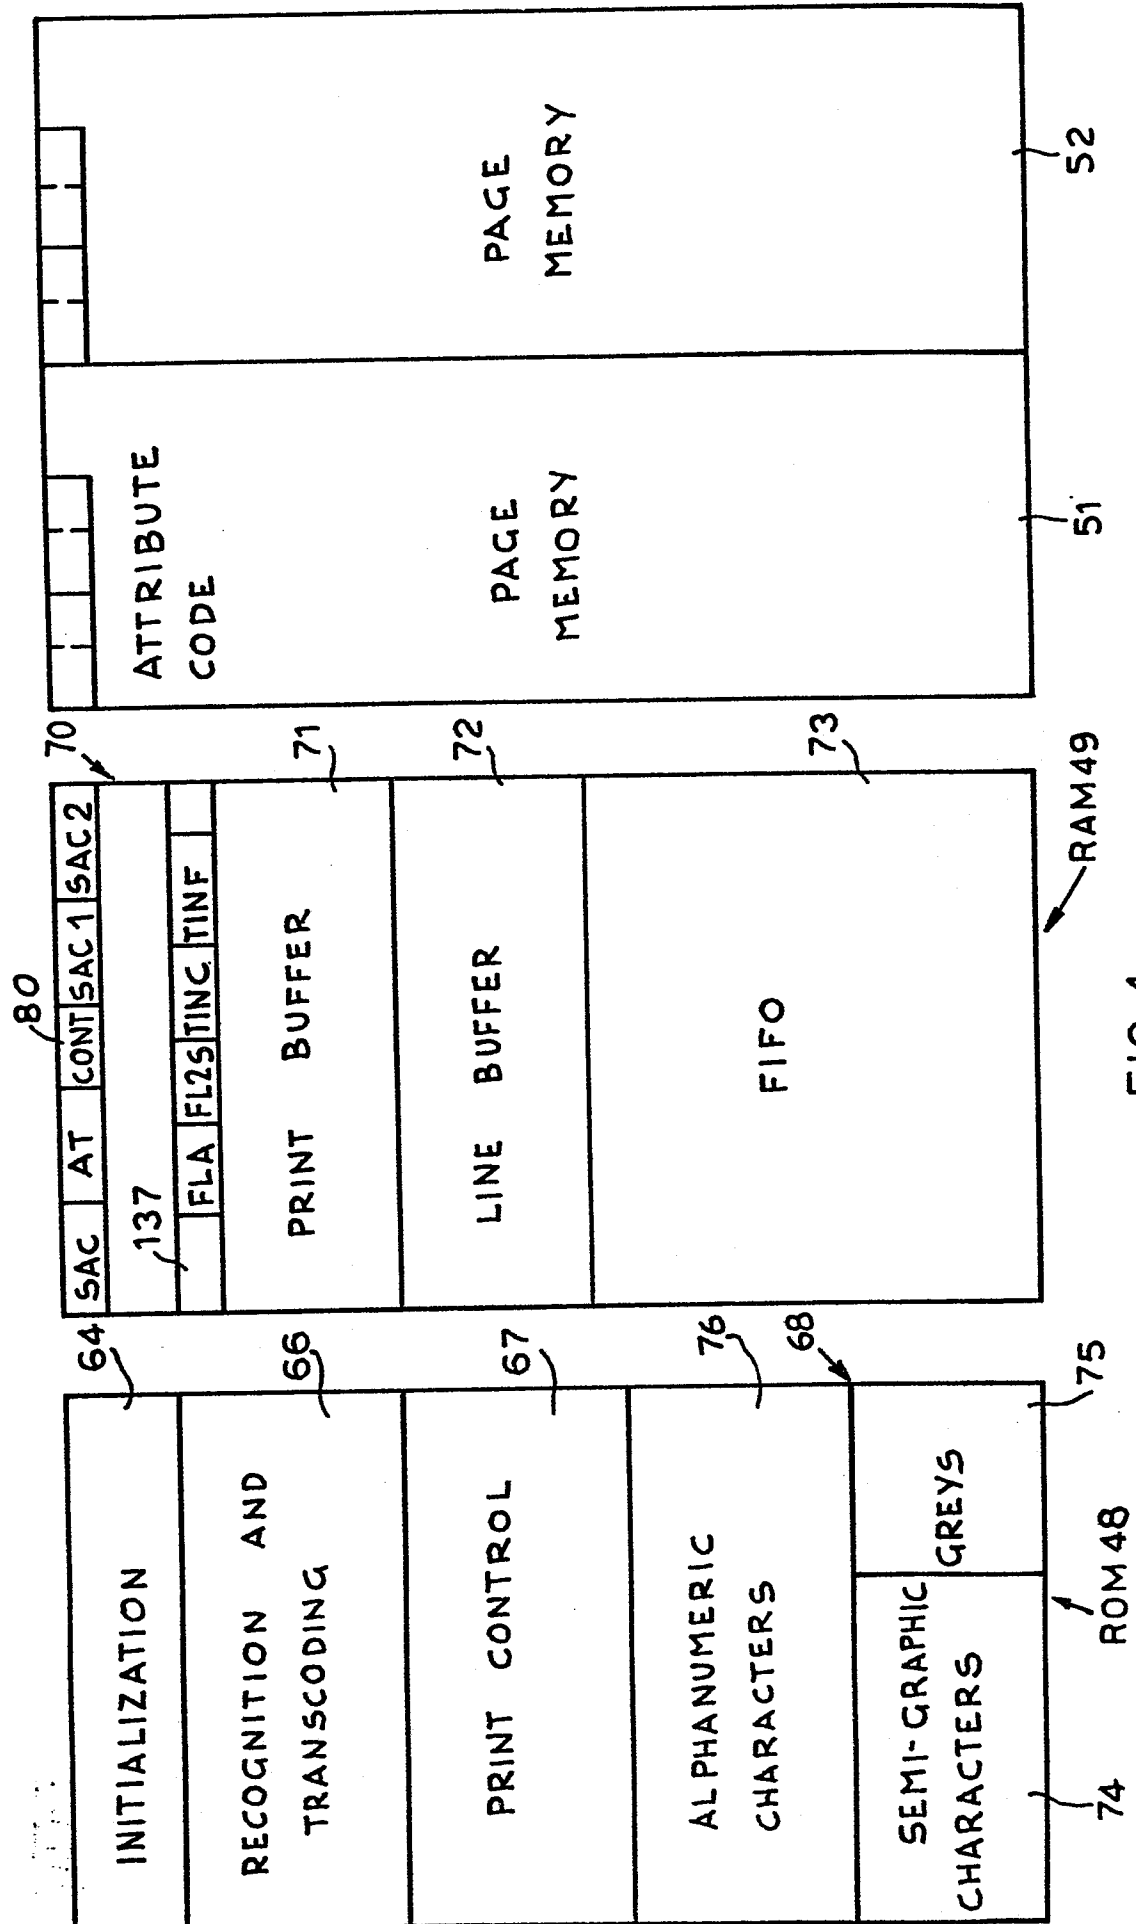 64
INITIALIZATION
66
RECOGNITION AND
TRANSCODING
67
PRINT CONTROL
76
ALPHANUMERIC
CHARACTERS
68
SEMI-GRAPHIC
CHARACTERS
GREYS
74
75
ROM48
80
70
SAC AT CONT SAC1 SAC2
137
FLA FL2S TINC TINF
71
PRINT BUFFER
72
LINE BUFFER
73
FIFO
RAM49
ATTRIBUTE
CODE
PAGE
MEMORY
51
PAGE
MEMORY
52